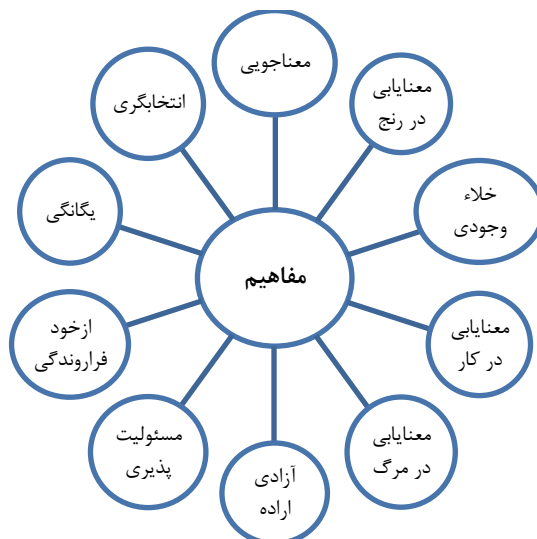 معناجویی
معنایابی
در رنج
خلاء
وجودی
معنایابی
در کار
معنایابی
در مرگ
آزادی
اراده
مسئولیت
پذیری
ازخود
فراروندگی
یگانگی
انتخابگری
مفاهیم